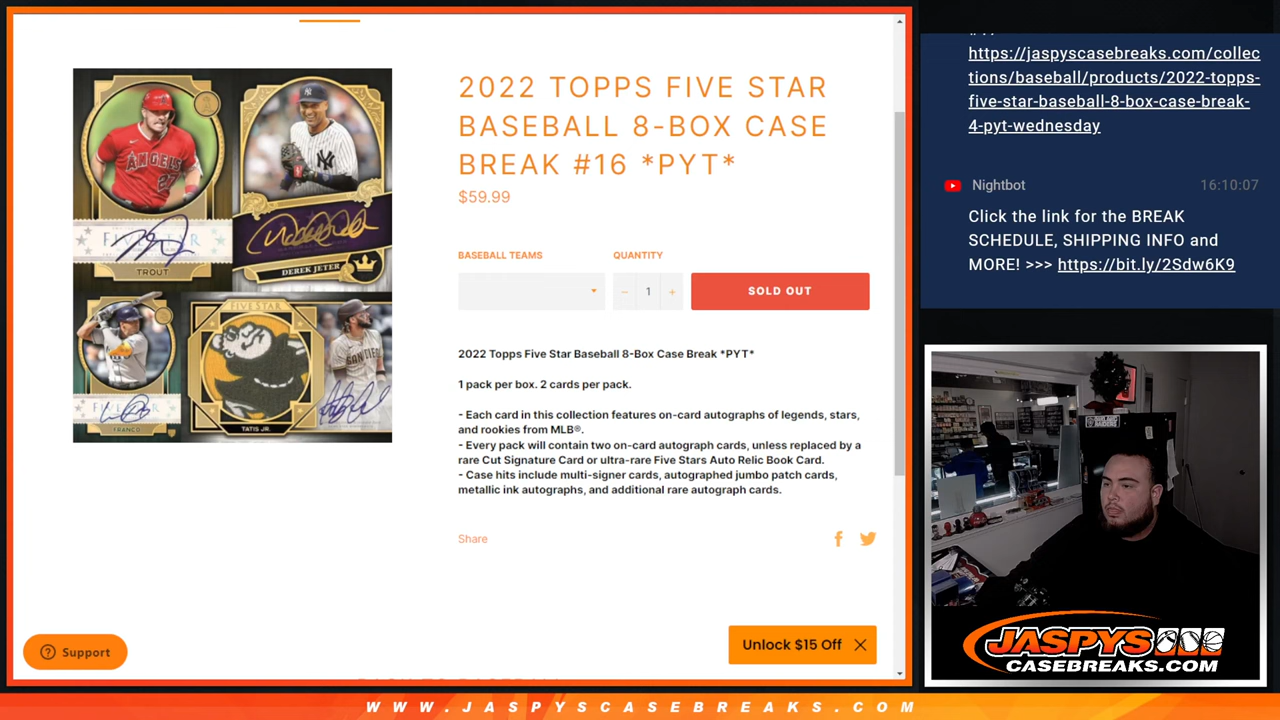 2022 TOPPS FIVE STAR
BASEBALL 8-BOX CASE
BREAK #16 *PYT*
$59.99
BASEBALL TEAMS
QUANTITY
1
SOLD OUT
2022 Topps Five Star Baseball 8-Box Case Break *PYT*
1 pack per box. 2 cards per pack.
- Each card in this collection features on-card autographs of legends, stars,
and rookies from MLB®.
- Every pack will contain two on-card autograph cards, unless replaced by a
rare Cut Signature Card or ultra-rare Five Stars Auto Relic Book Card.
- Case hits include multi-signer cards, autographed jumbo patch cards,
metallic ink autographs, and additional rare autograph cards.
Share
Unlock $15 Off
Support
ANGELS
27
TROUT
DEREK JETER
FRANCO
FIVE STAR
TATIS JR.
SAN DIEGO
https://jaspyscasebreaks.com/collec
tions/baseball/products/2022-topps-
five-star-baseball-8-box-case-break-
4-pyt-wednesday
Nightbot
16:10:07
Click the link for the BREAK
SCHEDULE, SHIPPING INFO and
MORE! >>> https://bit.ly/2Sdw6K9
JASPYS
CASEBREAKS.COM
WWW.JASPYSCASEBREAKS.COM